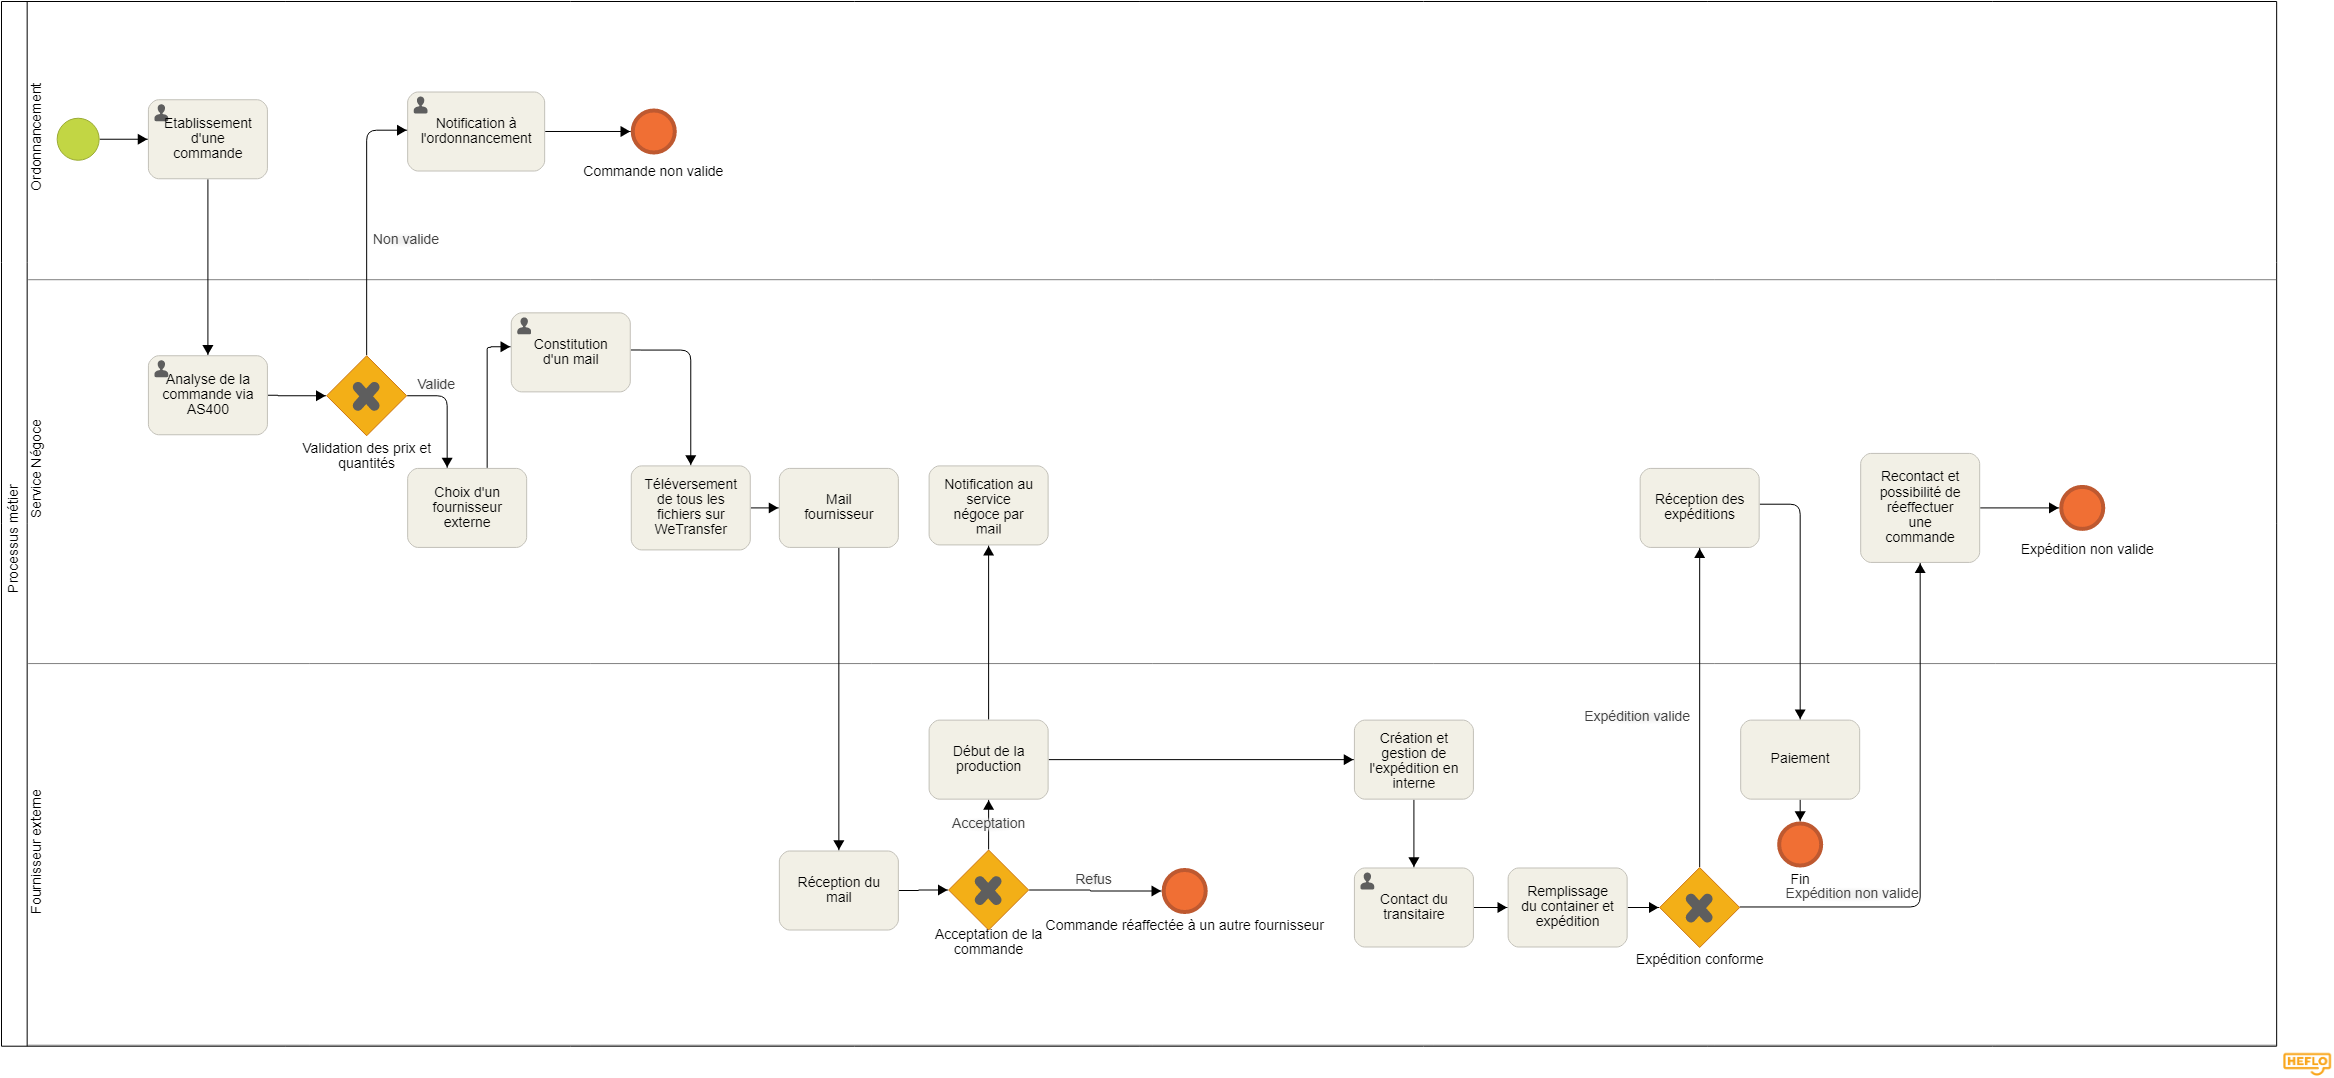 Processus métier
Ordonnancement
Etablissement
d'une
commande
Notification à
l'ordonnancement
Commande non valide
Non valide
Service Négoce
Analyse de la
commande via
AS400
Validation des prix et
quantités
Valide
Choix d'un
fournisseur
externe
Constitution
d'un mail
Téléversement
de tous les
fichiers sur
WeTransfer
Mail
fournisseur
Notification au
service
négoce par
mail
Réception des
expéditions
Recontact et
possibilité de
réeffectuer
une
commande
Expédition non valide
Fournisseur externe
Réception du
mail
Acceptation de la
commande
Acceptation
Début de la
production
Refus
Commande réaffectée à un autre fournisseur
Création et
gestion de
l'expédition en
interne
Contact du
transitaire
Remplissage
du container et
expédition
Expédition conforme
Expédition valide
Paiement
Fin
Expédition non valide
HEFLO